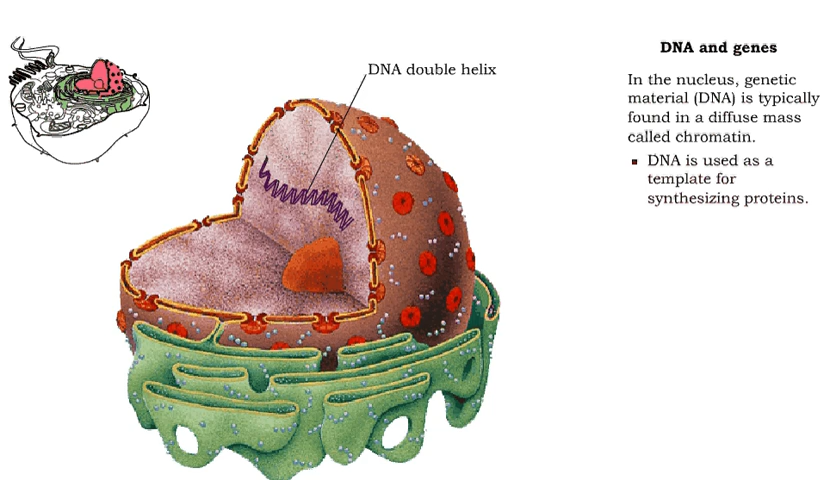 DNA and genes
DNA double helix
In the nucleus, genetic
material (DNA) is typically
found in a diffuse mass
called chromatin.
DNA is used as a
template for
synthesizing proteins.